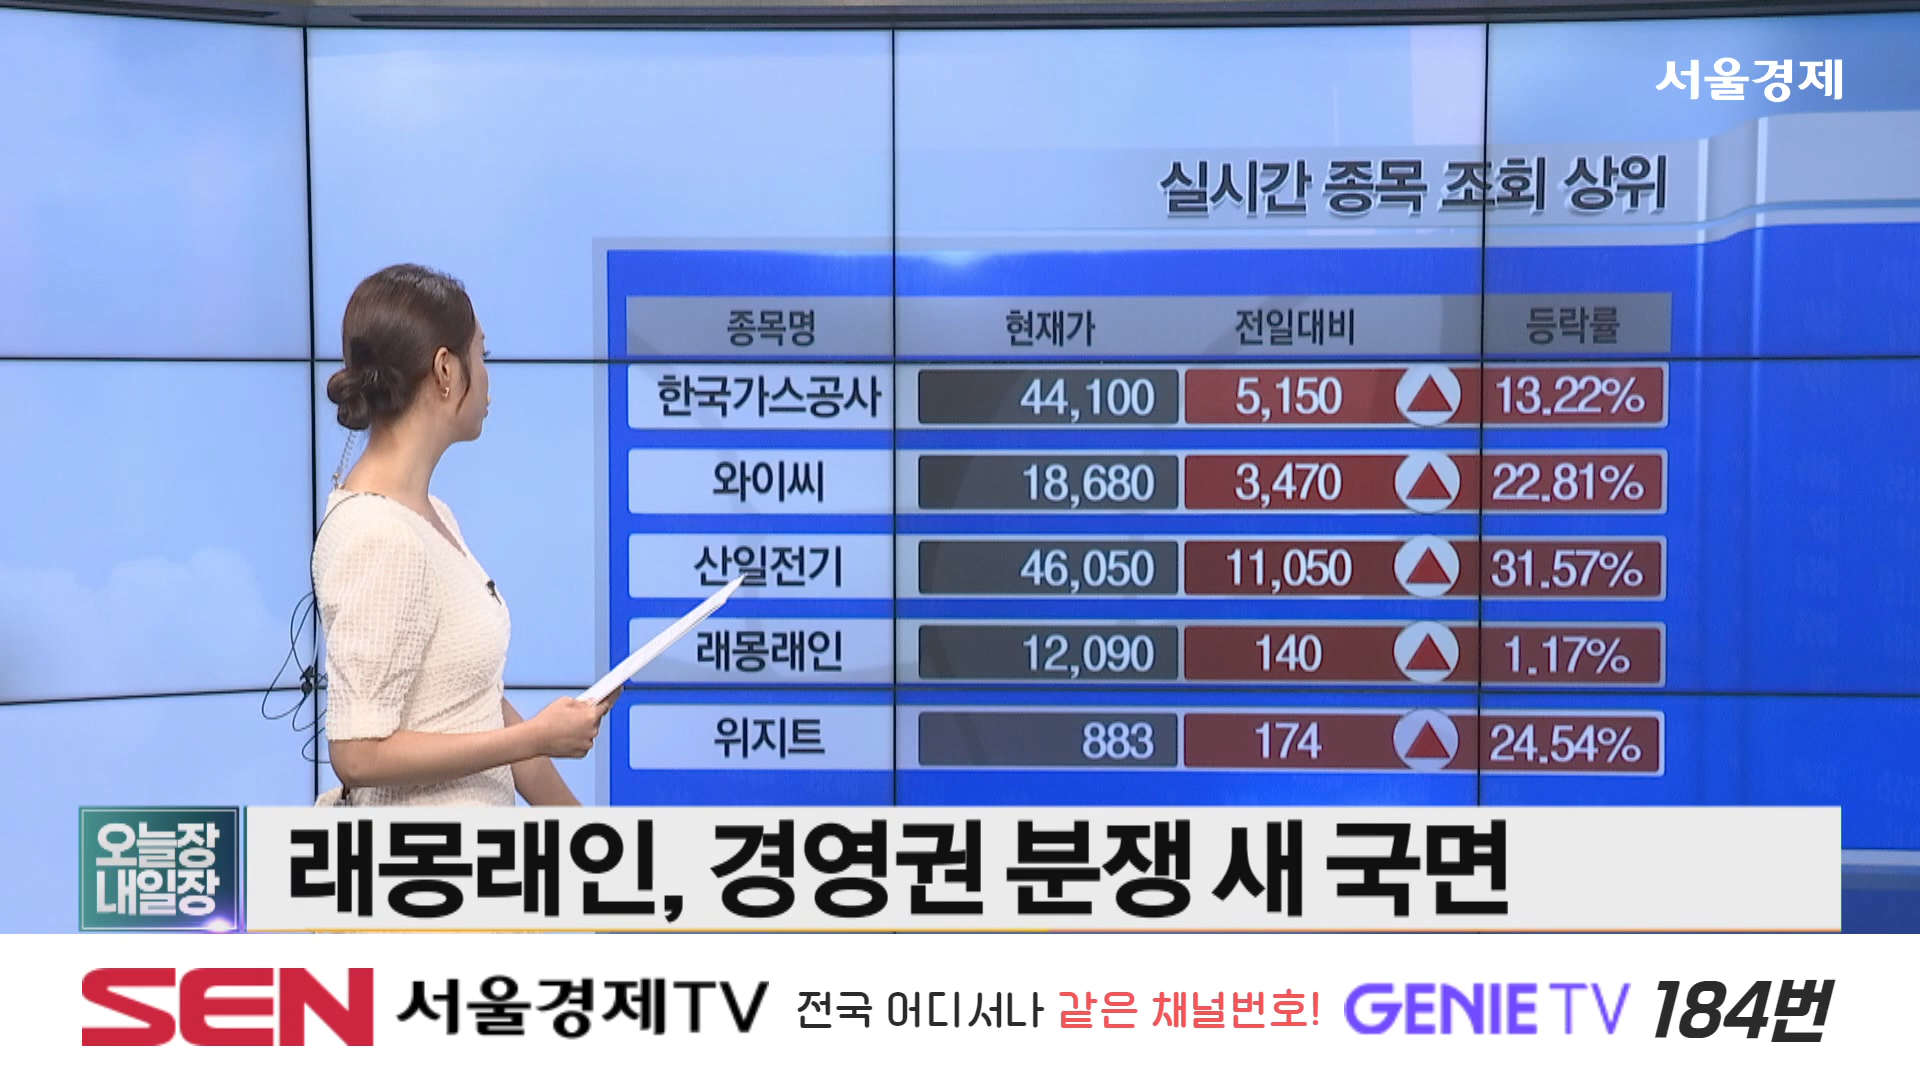 서울경제
실시간 종목 조회 상위
종목명 현재가 전일대비 등락률
한국가스공사 44,100 5,150 ▲ 13.22%
와이씨 18,680 3,470 ▲ 22.81%
산일전기 46,050 11,050 ▲ 31.57%
래몽래인 12,090 140 ▲ 1.17%
위지트 883 174 ▲ 24.54%
오늘장
내일장
래몽래인, 경영권 분쟁 새 국면
SEN 서울경제TV 전국 어디서나 같은 채널번호! GENIE TV 184번